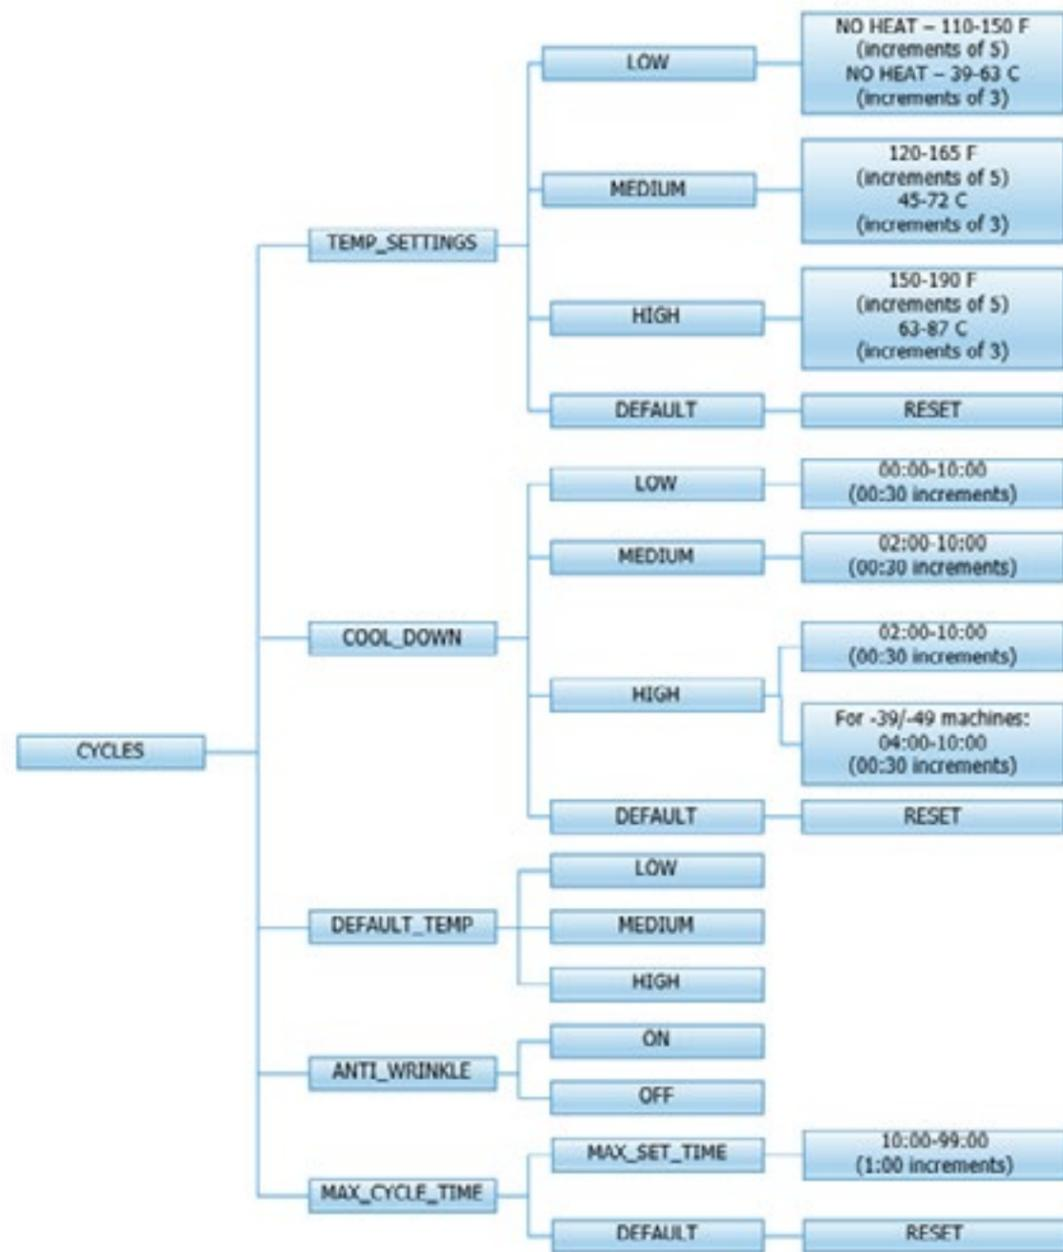 CYCLES
TEMP_SETTINGS
LOW
NO HEAT – 110-150 F
(increments of 5)
NO HEAT – 39-63 C
(increments of 3)
MEDIUM
120-165 F
(increments of 5)
45-72 C
(increments of 3)
HIGH
150-190 F
(increments of 5)
63-87 C
(increments of 3)
DEFAULT
RESET
COOL_DOWN
LOW
00:00-10:00
(00:30 increments)
MEDIUM
02:00-10:00
(00:30 increments)
HIGH
02:00-10:00
(00:30 increments)
For -39/-49 machines:
04:00-10:00
(00:30 increments)
DEFAULT
RESET
DEFAULT_TEMP
LOW
MEDIUM
HIGH
ANTI_WRINKLE
ON
OFF
MAX_CYCLE_TIME
MAX_SET_TIME
10:00-99:00
(1:00 increments)
DEFAULT
RESET